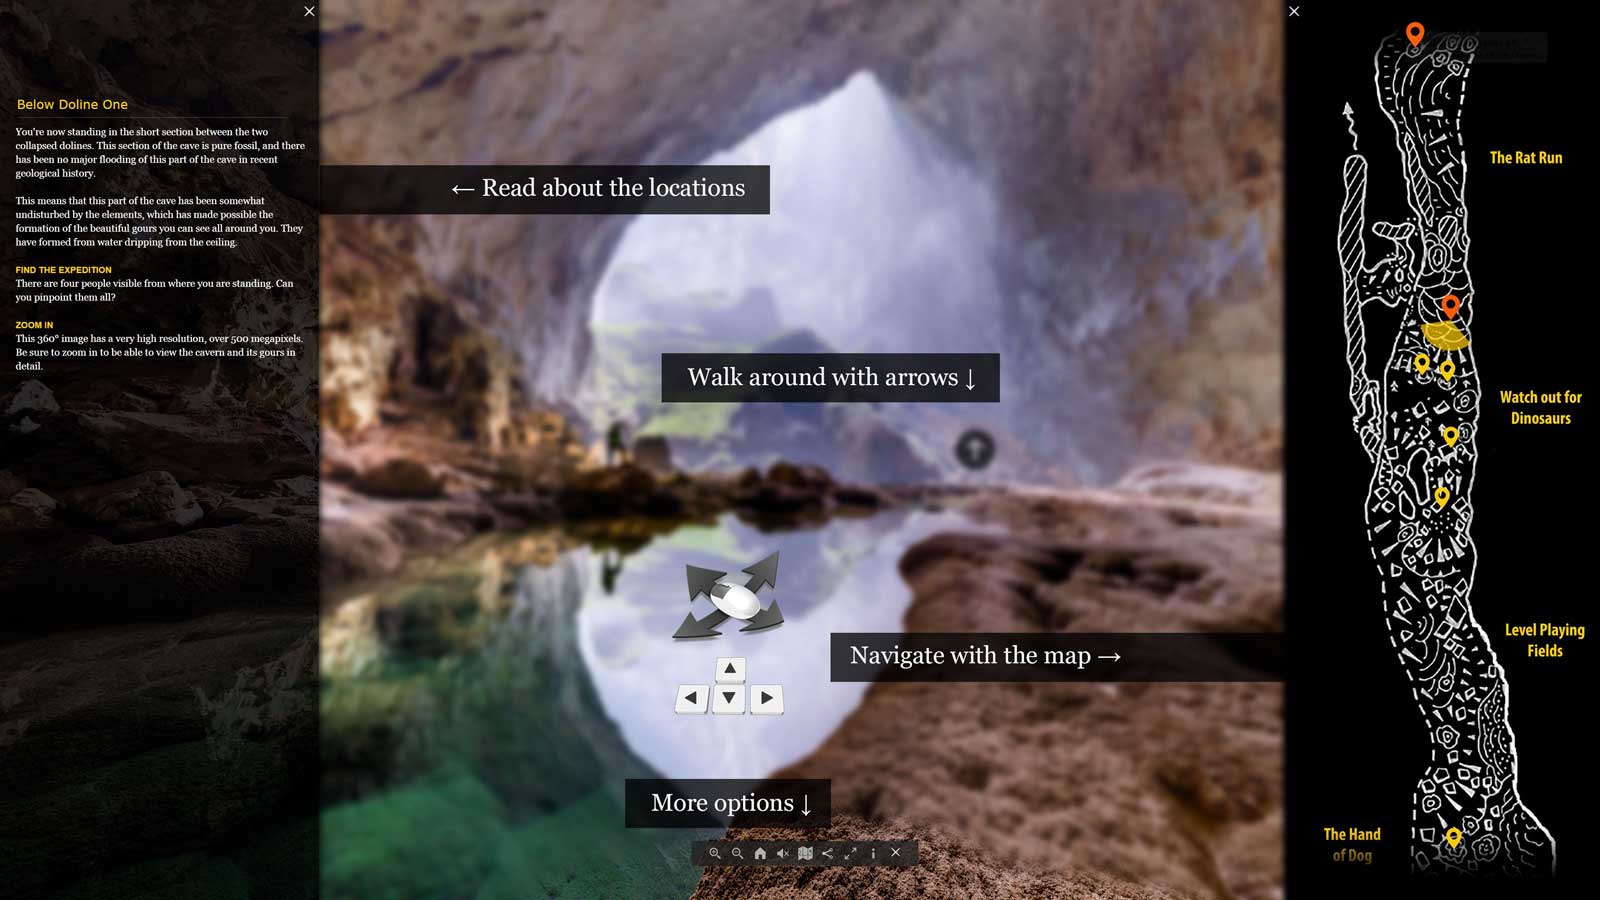 Below Doline One
You're now standing in the short section between the two
collapsed dolines. This section of the cave is pure fossil, and there
has been no major flooding of this part of the cave in recent
geological history.
This means that this part of the cave has been somewhat
undisturbed by the elements, which has made possible the
formation of the beautiful gours you can see all around you. They
have formed from water dripping from the ceiling.
FIND THE EXPEDITION
There are four people visible from where you are standing. Can
you pinpoint them all?
ZOOM IN
This 360° image has a very high resolution, over 500 megapixels.
Be sure to zoom in to be able to view the cavern and its gours in
detail.
← Read about the locations
Walk around with arrows ↓
Navigate with the map →
More options ↓
The Rat Run
Watch out for
Dinosaurs
Level Playing
Fields
The Hand
of Dog